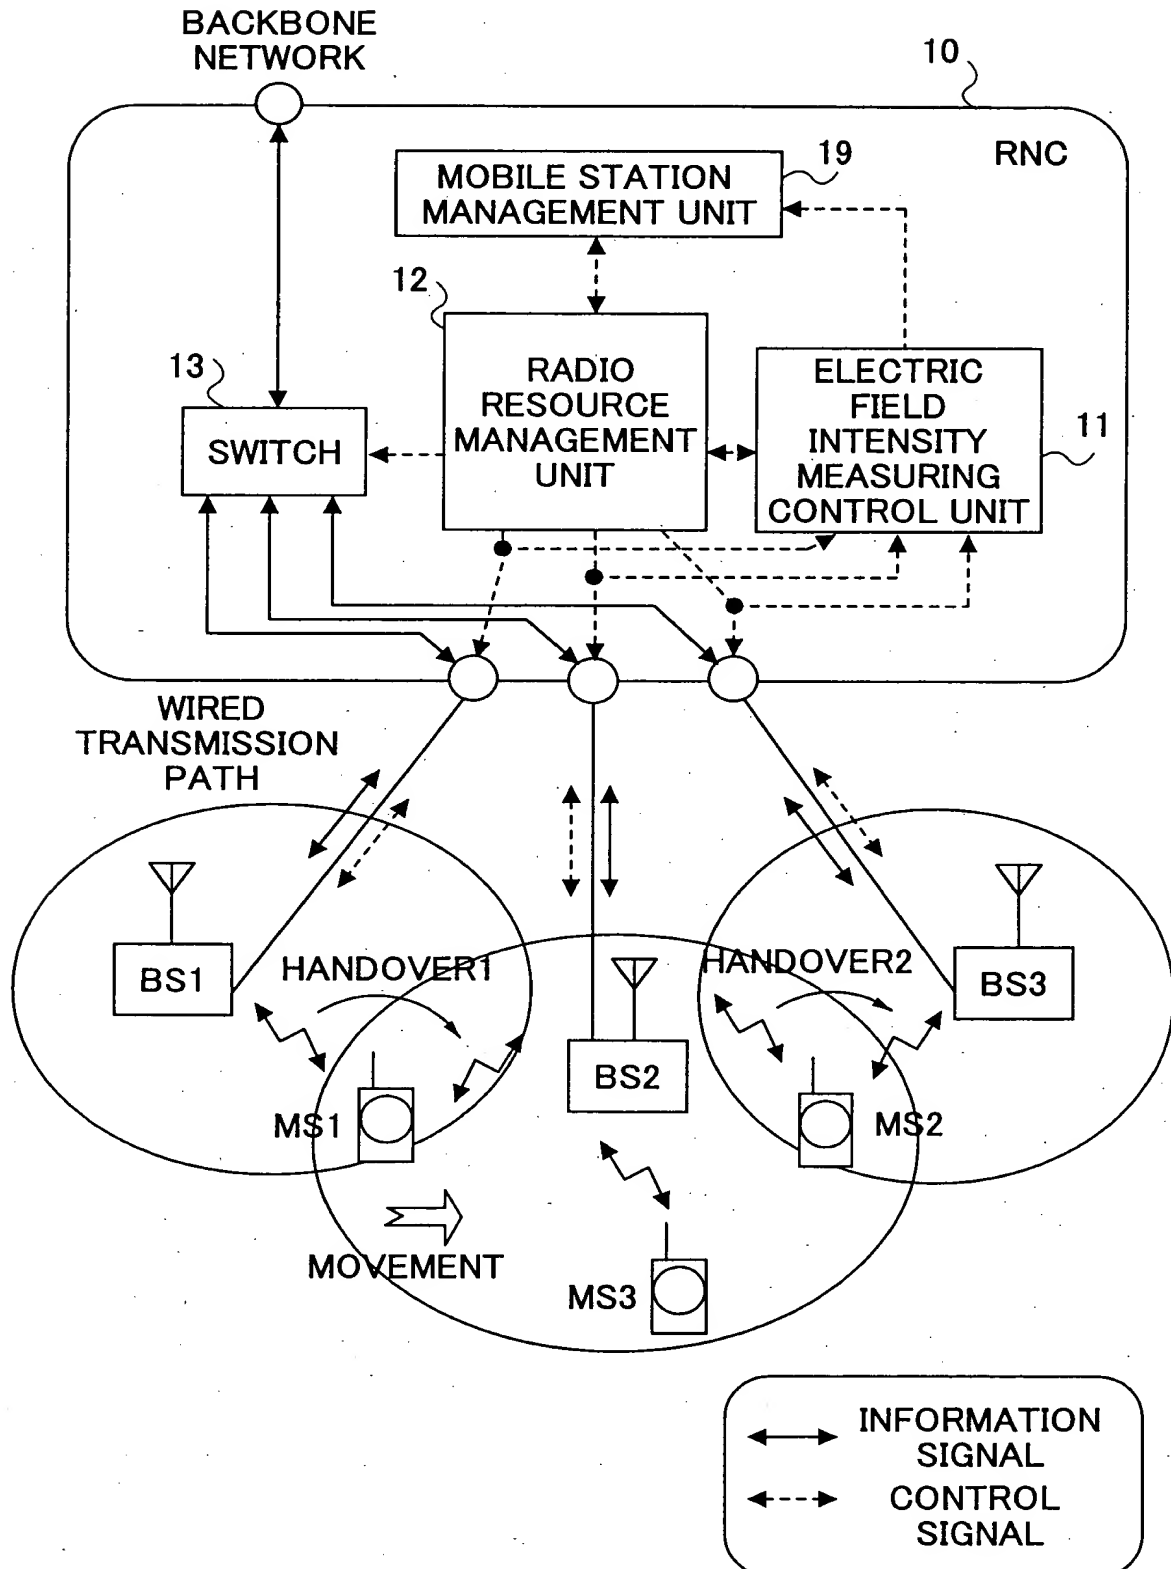 BACKBONE
NETWORK
10
RNC
19
MOBILE STATION
MANAGEMENT UNIT
12
13
RADIO
RESOURCE
MANAGEMENT
UNIT
ELECTRIC
FIELD
INTENSITY
MEASURING
CONTROL UNIT
11
SWITCH
WIRED
TRANSMISSION
PATH
HANDOVER1
HANDOVER2
BS1
BS2
BS3
MS1
MS2
MOVEMENT
MS3
INFORMATION
SIGNAL
CONTROL
SIGNAL